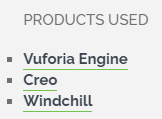 PRODUCTS USED
Vuforia Engine
Creo
Windchill